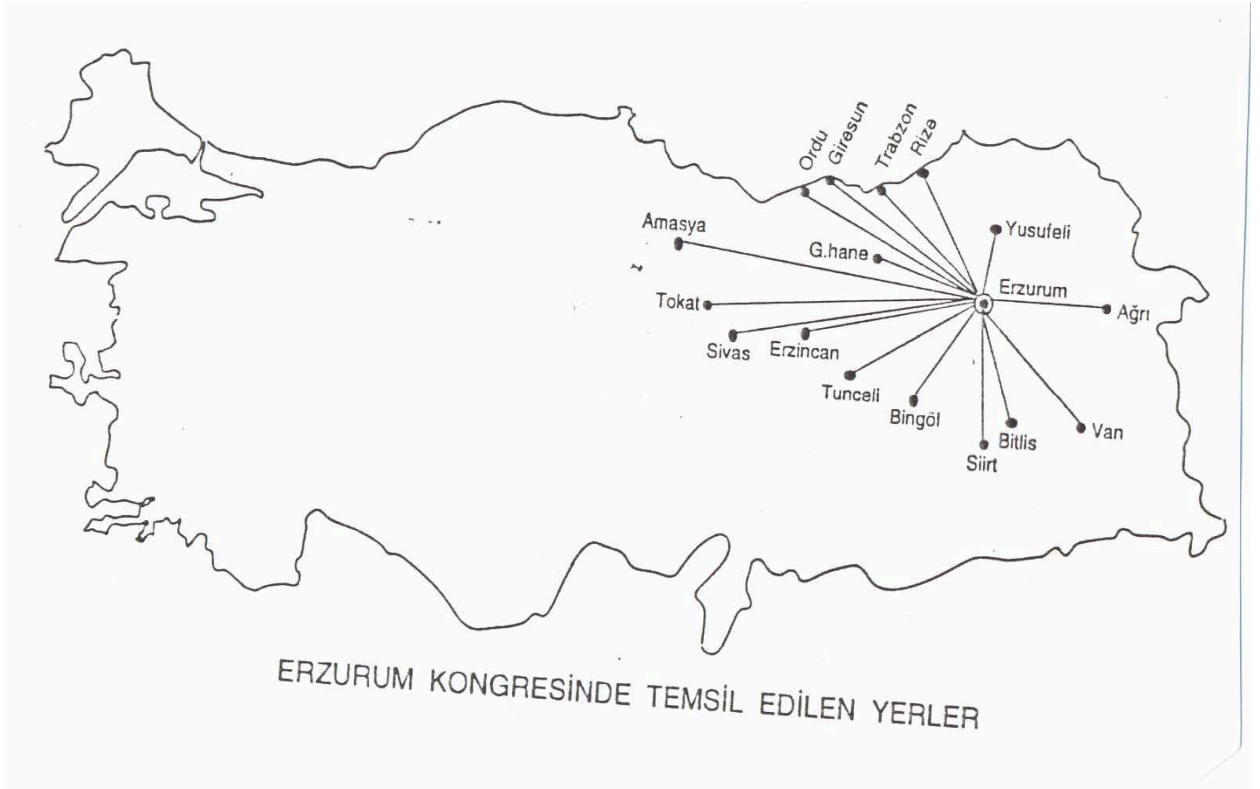 Ordu
Giresun
Trabzon
Rize
Amasya
G.hane
Yusufeli
Erzurum
Tokat
Ağrı
Sivas
Erzincan
Tunceli
Bingöl
Bitlis
Van
Siirt
ERZURUM KONGRESİNDE TEMSİL EDİLEN YERLER